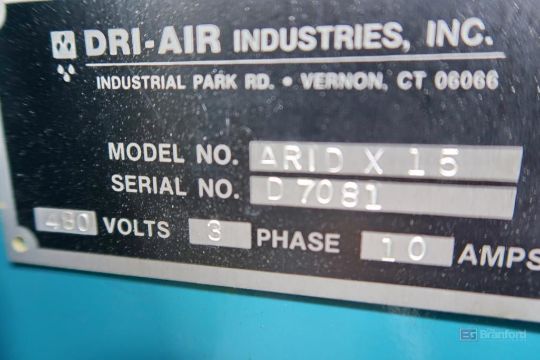 DRI-AIR INDUSTRIES, INC.
INDUSTRIAL PARK RD. • VERNON, CT 06066
MODEL NO. ARID X 15
SERIAL NO. D 7081
480 VOLTS 3 PHASE 10 AMPS
EG Branford